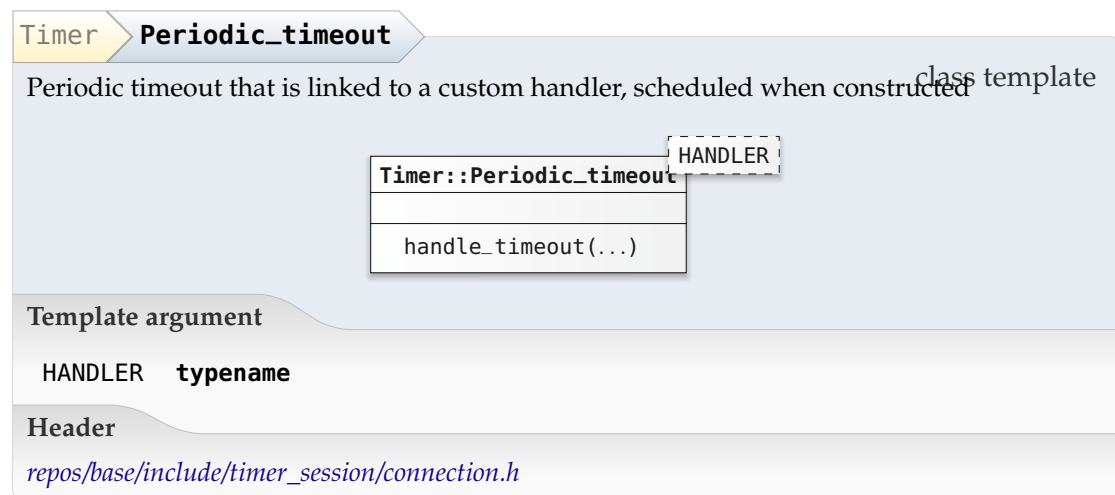 Timer Periodic_timeout
class template
Periodic timeout that is linked to a custom handler, scheduled when constructed
HANDLER
Timer::Periodic_timeout
handle_timeout(...)
Template argument
HANDLER typename
Header
repos/base/include/timer_session/connection.h